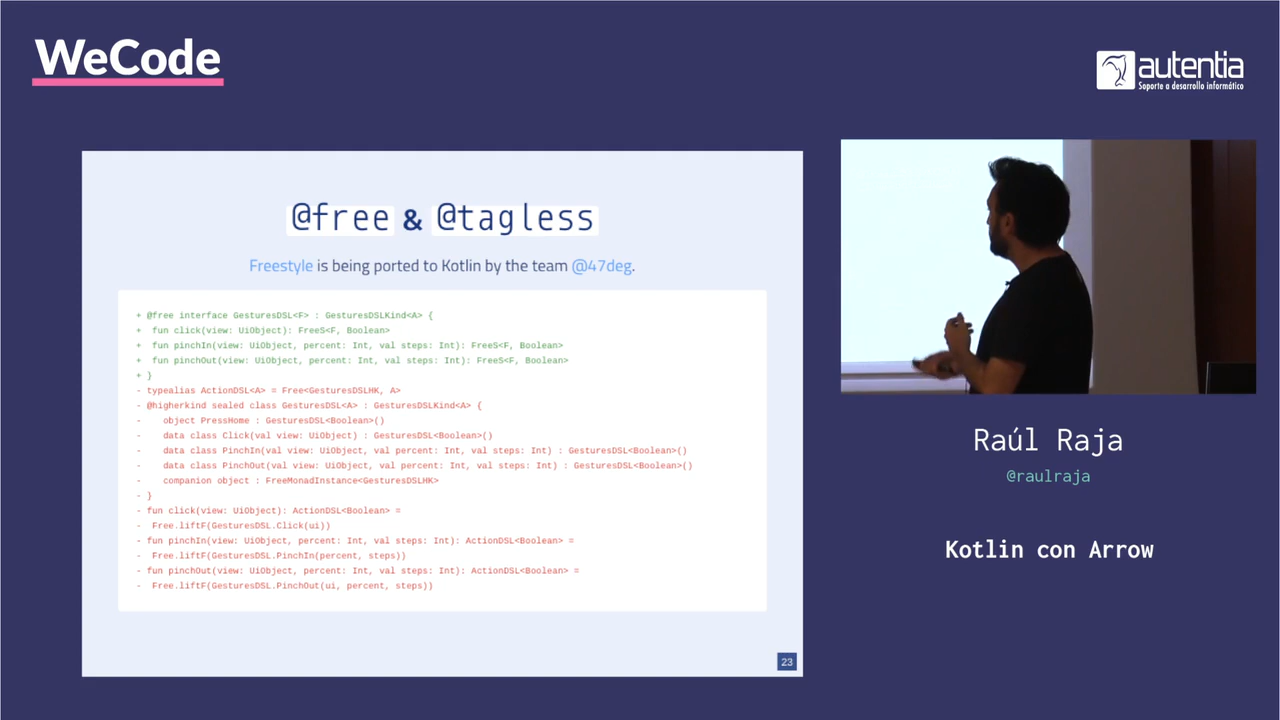 WeCode
autentia
Soporte a desarrollo informático
@free & @tagless
Freestyle is being ported to Kotlin by the team @47deg.
+ @free interface GesturesDSL<F> : GesturesDSLKind<A> {
+  fun click(view: UiObject): FreeS<F, Boolean>
+  fun pinchIn(view: UiObject, percent: Int, val steps: Int): FreeS<F, Boolean>
+  fun pinchOut(view: UiObject, percent: Int, val steps: Int): FreeS<F, Boolean>
+ }
- typealias ActionDSL<A> = Free<GesturesDSLHK, A>
- @higherkind sealed class GesturesDSL<A> : GesturesDSLKind<A> {
-    object PressHome : GesturesDSL<Boolean>()
-    data class Click(val view: UiObject) : GesturesDSL<Boolean>()
-    data class PinchIn(val view: UiObject, val percent: Int, val steps: Int) : GesturesDSL<Boolean>()
-    data class PinchOut(val view: UiObject, val percent: Int, val steps: Int) : GesturesDSL<Boolean>()
-    companion object : FreeMonadInstance<GesturesDSLHK>
- }
- fun click(view: UiObject): ActionDSL<Boolean> =
-  Free.liftF(GesturesDSL.Click(ui))
- fun pinchIn(view: UiObject, percent: Int, val steps: Int): ActionDSL<Boolean> =
-  Free.liftF(GesturesDSL.PinchIn(percent, steps))
- fun pinchOut(view: UiObject, percent: Int, val steps: Int): ActionDSL<Boolean> =
-  Free.liftF(GesturesDSL.PinchOut(ui, percent, steps))
23
Raúl Raja
@raulraja
Kotlin con Arrow